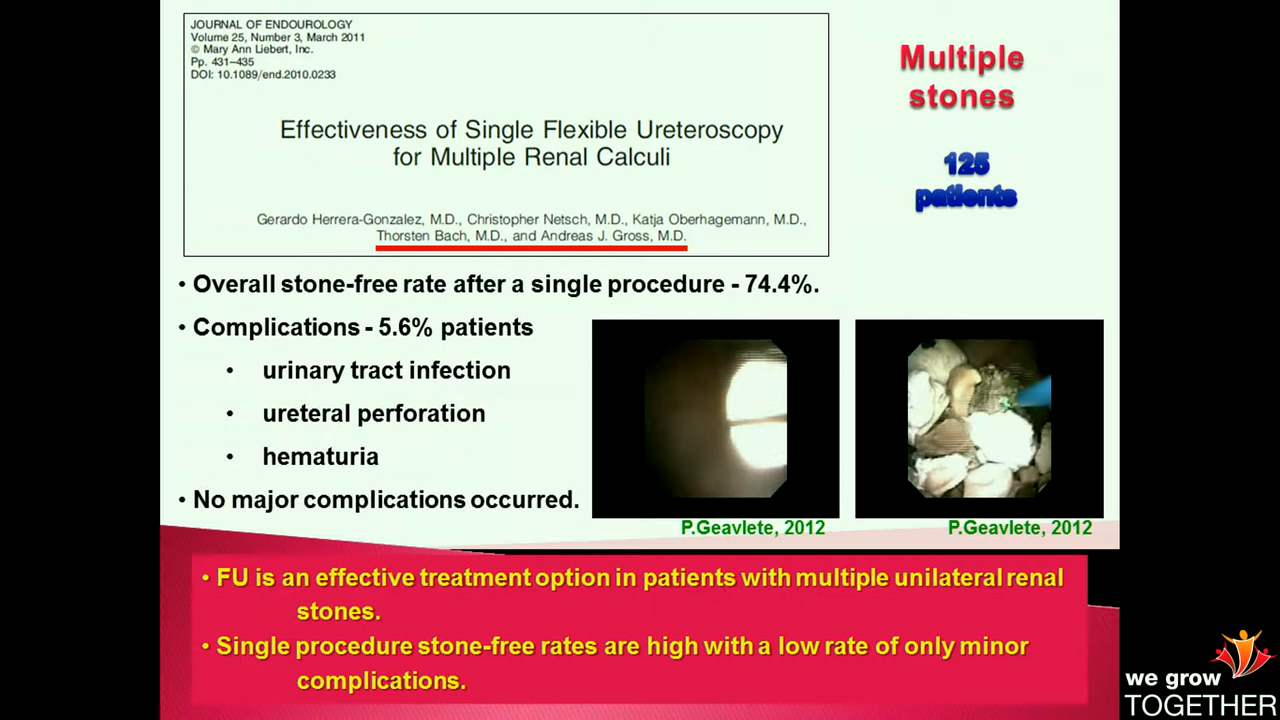 JOURNAL OF ENDOUROLOGY
Volume 25, Number 3, March 2011
© Mary Ann Liebert, Inc.
Pp. 431–435
DOI: 10.1089/end.2010.0233
Effectiveness of Single Flexible Ureteroscopy
for Multiple Renal Calculi
Gerardo Herrera-Gonzalez, M.D., Christopher Netsch, M.D., Katja Oberhagemann, M.D.,
Thorsten Bach, M.D., and Andreas J. Gross, M.D.
Multiple
stones
125
patients
• Overall stone-free rate after a single procedure - 74.4%.
• Complications - 5.6% patients
• urinary tract infection
• ureteral perforation
• hematuria
• No major complications occurred.
P.Geavlete, 2012
P.Geavlete, 2012
• FU is an effective treatment option in patients with multiple unilateral renal
stones.
• Single procedure stone-free rates are high with a low rate of only minor
complications.
we grow
TOGETHER